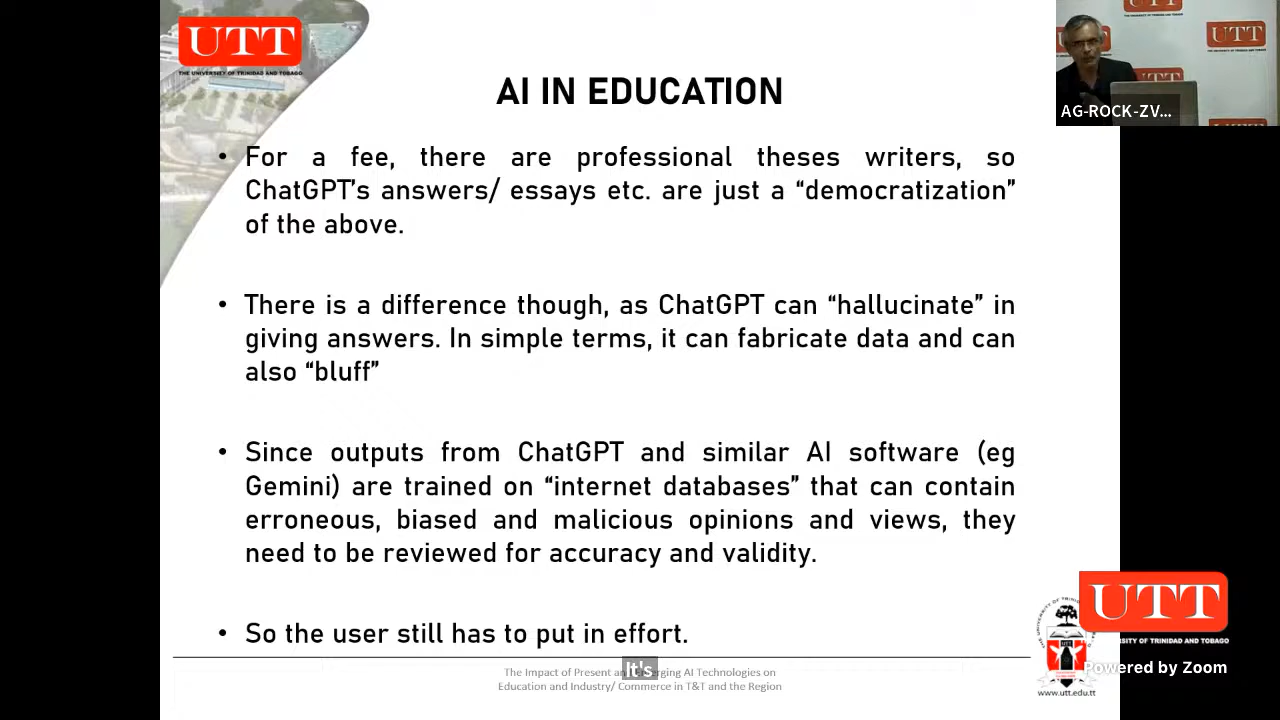 UTT
THE UNIVERSITY OF TRINIDAD AND TOBAGO
AI IN EDUCATION
• For a fee, there are professional theses writers, so
ChatGPT's answers/ essays etc. are just a “democratization”
of the above.
• There is a difference though, as ChatGPT can “hallucinate” in
giving answers. In simple terms, it can fabricate data and can
also “bluff”
• Since outputs from ChatGPT and similar AI software (eg
Gemini) are trained on “internet databases” that can contain
erroneous, biased and malicious opinions and views, they
need to be reviewed for accuracy and validity.
• So the user still has to put in effort.
The Impact of Present an erging AI Technologies on
Education and Industry/ Commerce in T&T and the Region
It's
UTT
UTT
UTT
AG-ROCK-ZV...
UTT
RSITY OF TRINIDAD AND TOBAGO
Powered by Zoom
www.utt.edu.tt